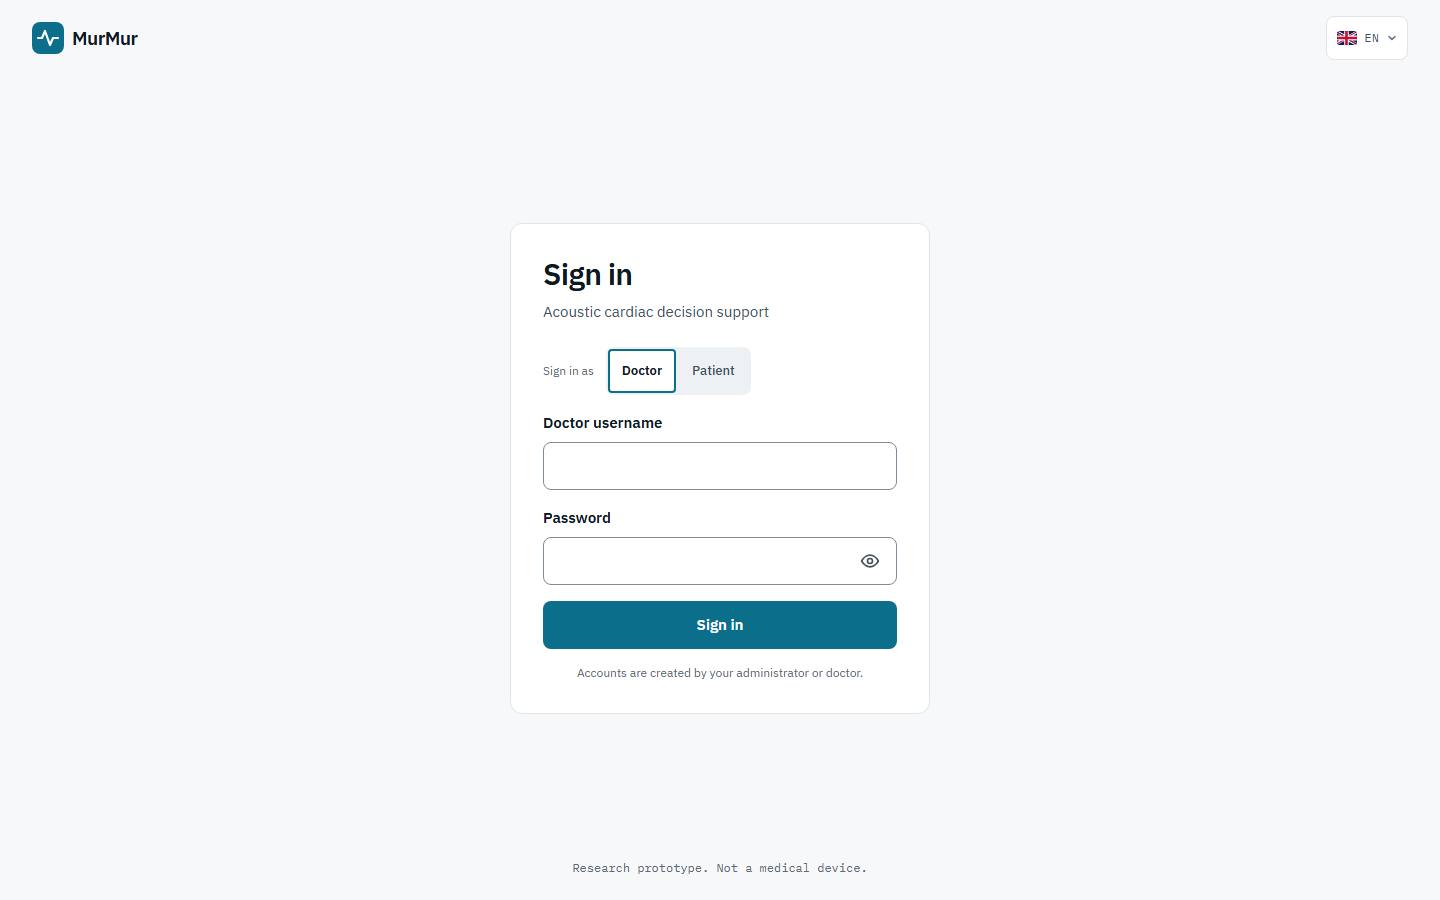 MurMur
EN
Sign in
Acoustic cardiac decision support
Sign in as
Doctor
Patient
Doctor username
Password
Sign in
Accounts are created by your administrator or doctor.
Research prototype. Not a medical device.